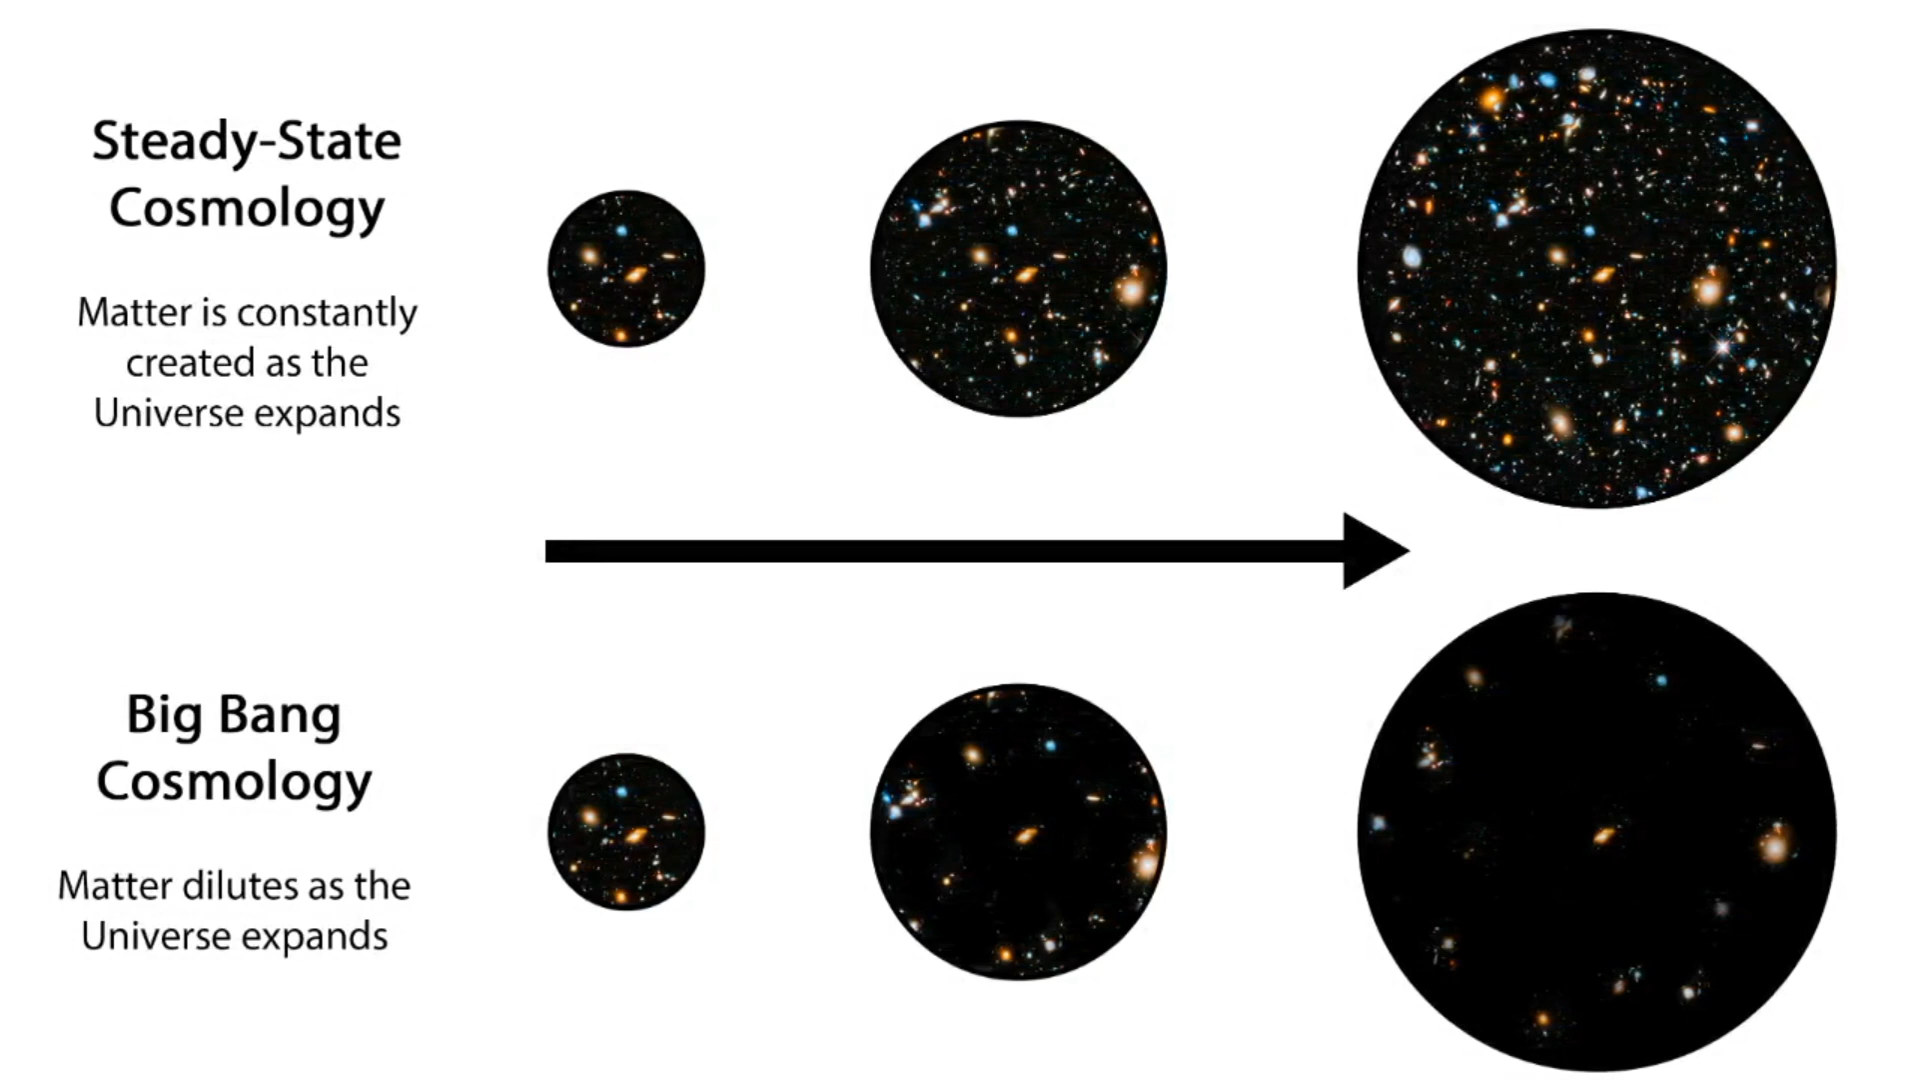 Steady-State
Cosmology
Matter is constantly
created as the
Universe expands
Big Bang
Cosmology
Matter dilutes as the
Universe expands